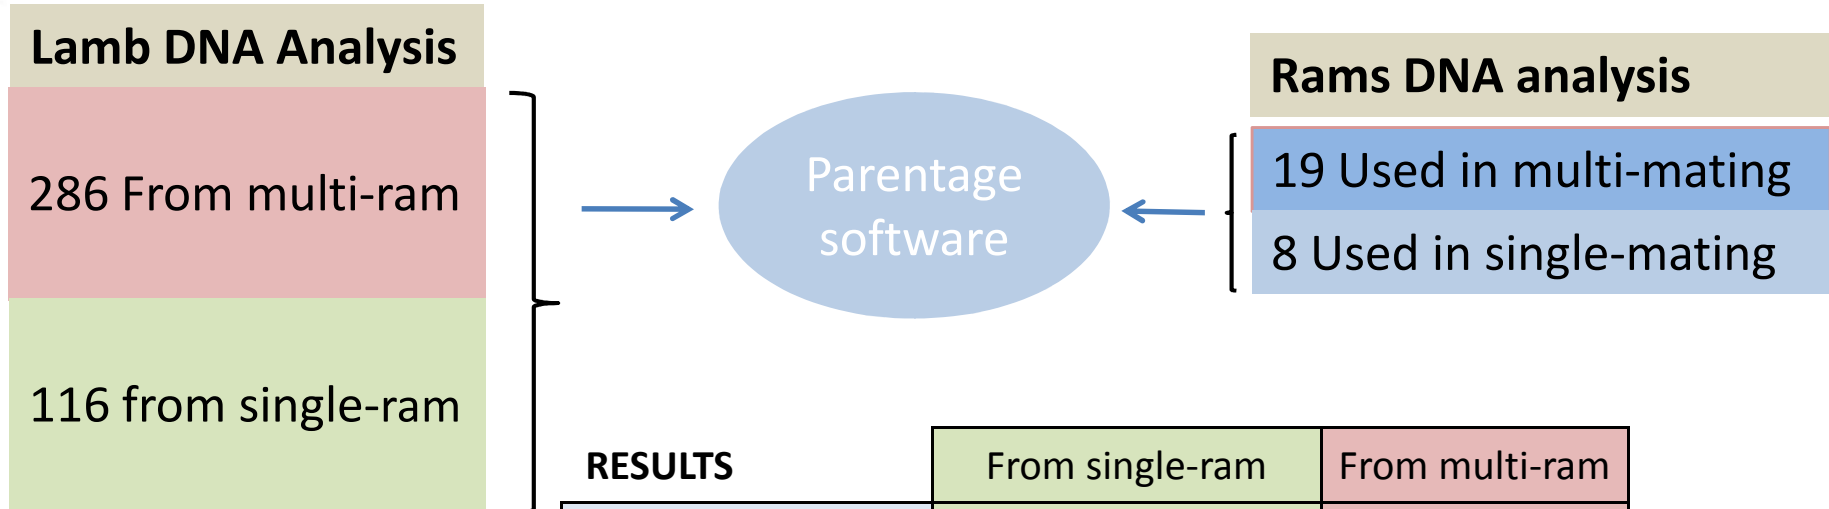 Lamb DNA Analysis
286 From multi-ram
116 from single-ram
Parentage
software
Rams DNA analysis
19 Used in multi-mating
8 Used in single-mating
RESULTS
From single-ram
From multi-ram